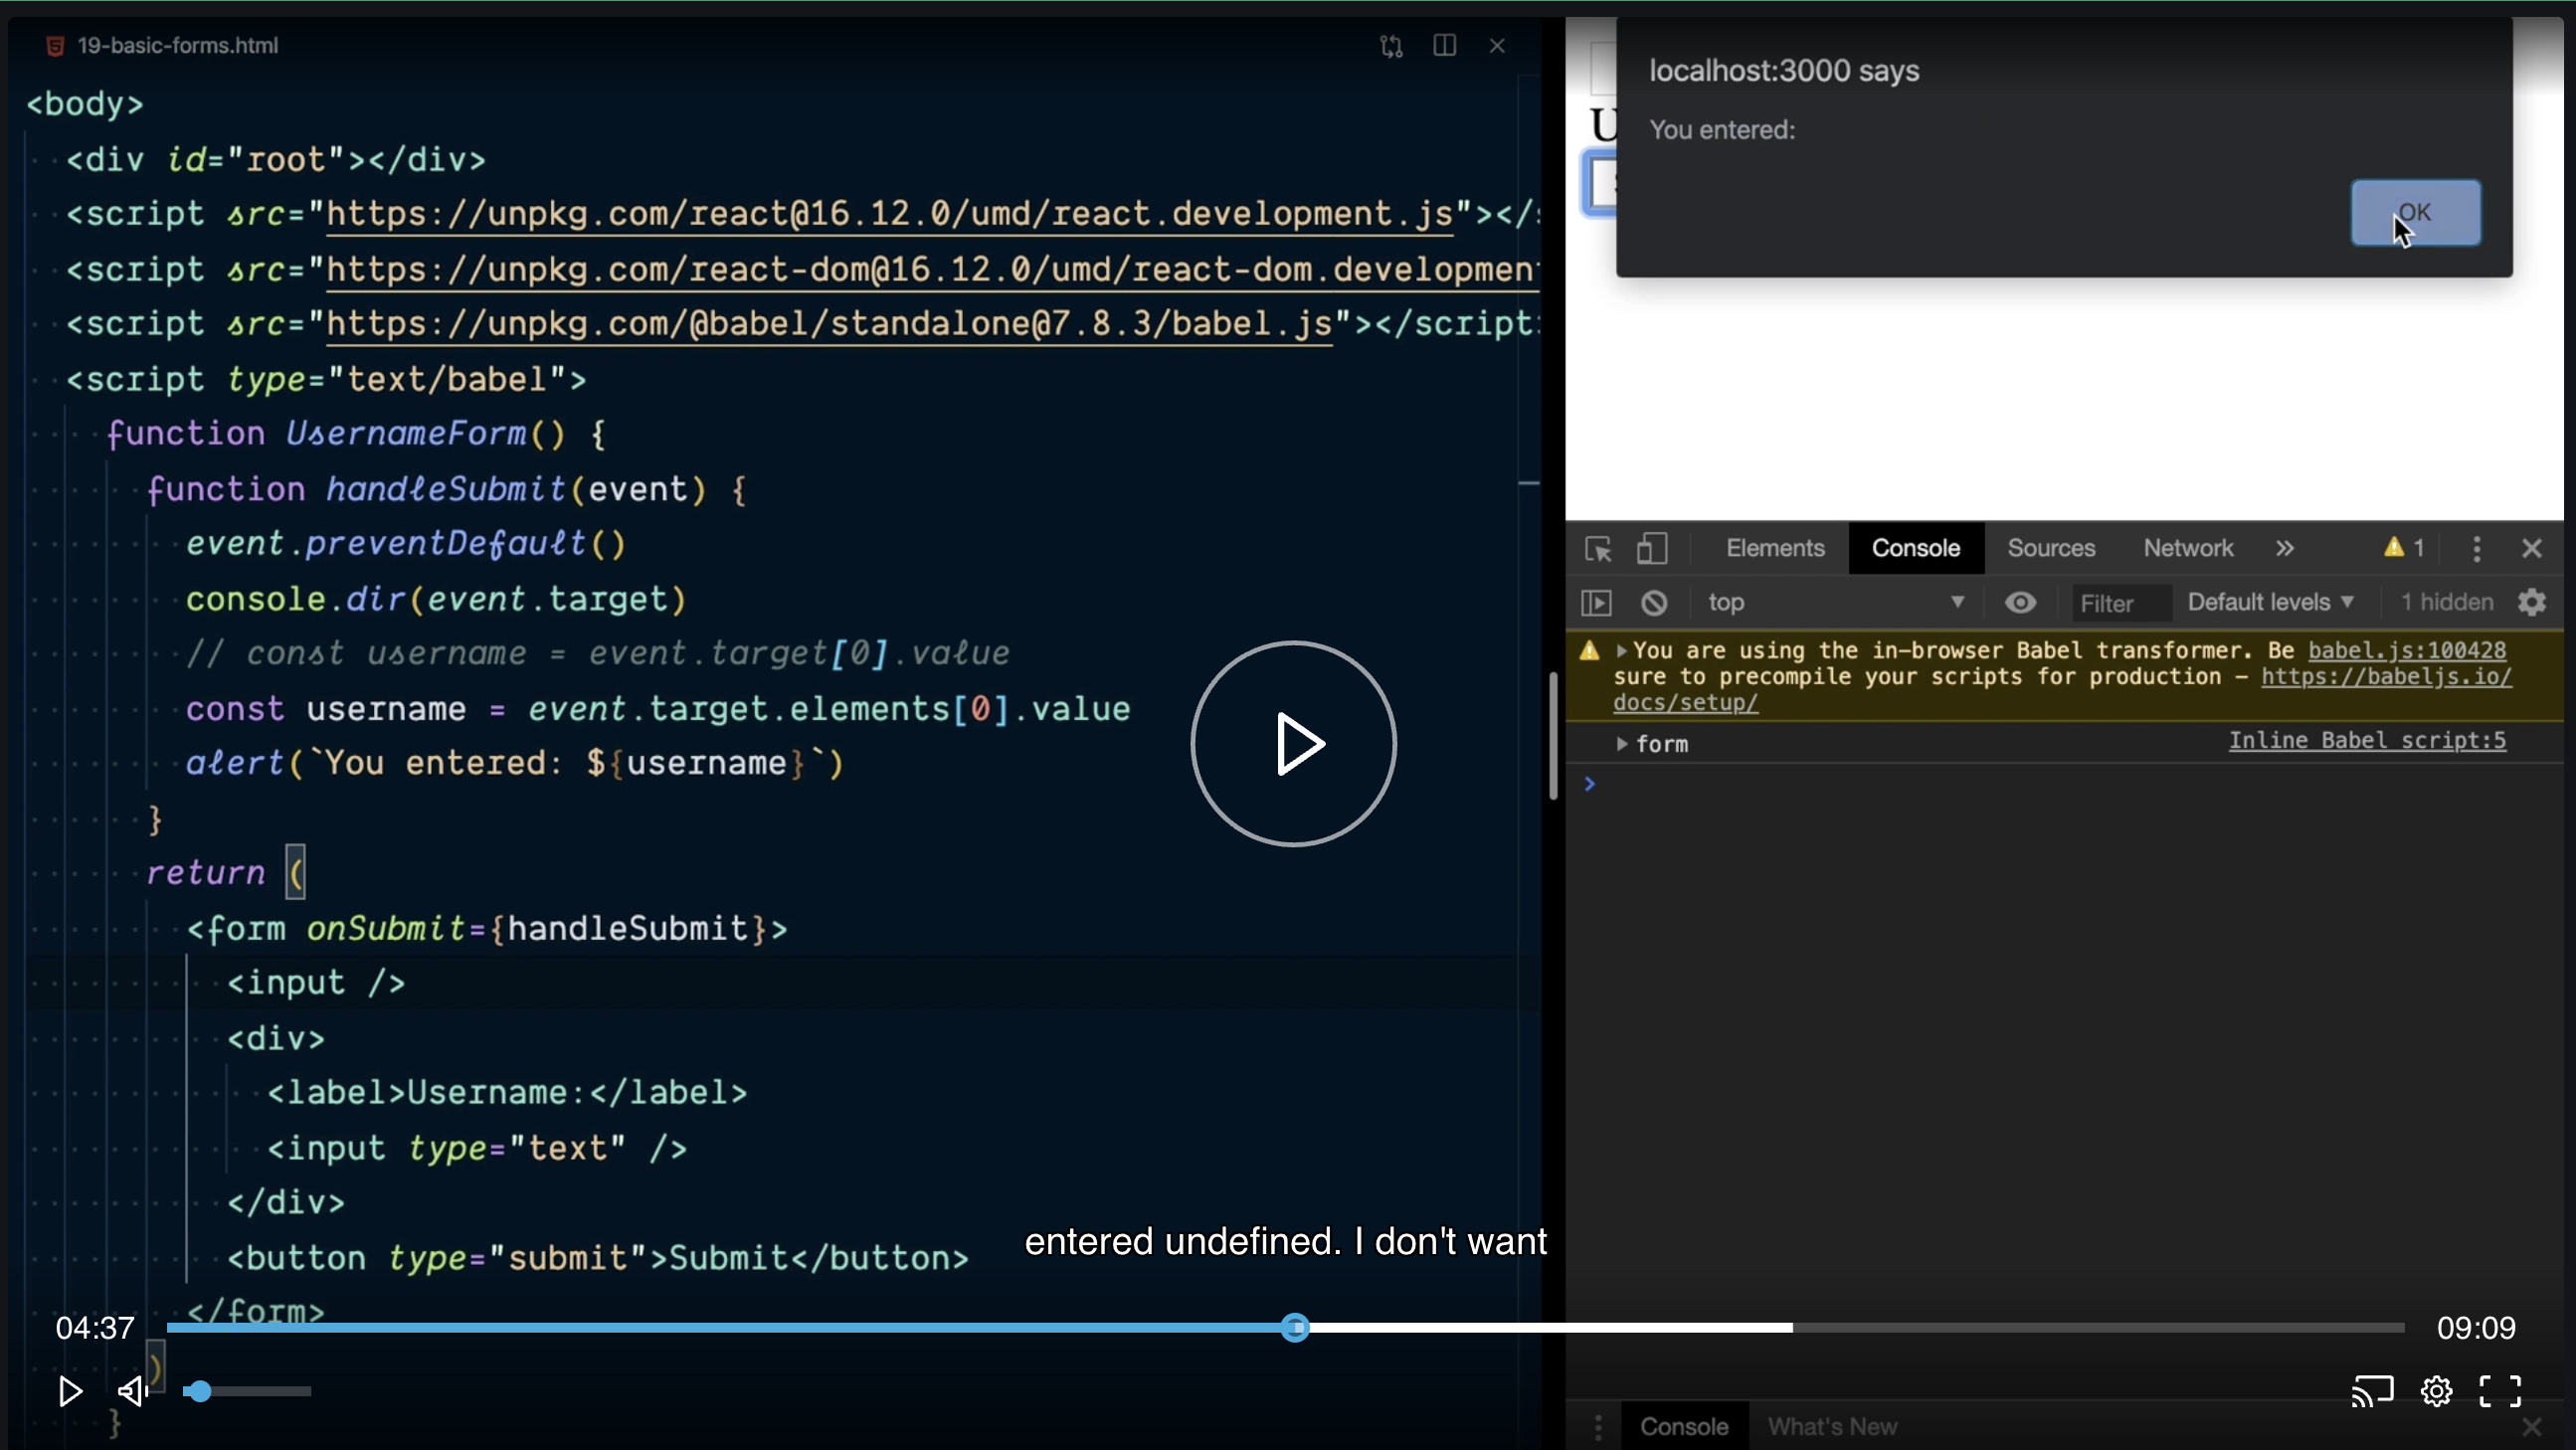 19-basic-forms.html
<body>
<div id="root"></div>
<script src="https://unpkg.com/react@16.12.0/umd/react.development.js"></
<script src="https://unpkg.com/react-dom@16.12.0/umd/react-dom.development
<script src="https://unpkg.com/@babel/standalone@7.8.3/babel.js"></script>
<script type="text/babel">
function UsernameForm() {
function handleSubmit(event) {
event.preventDefault()
console.dir(event.target)
// const username = event.target[0].value
const username = event.target.elements[0].value
alert(`You entered: ${username}`)
}
return (
<form onSubmit={handleSubmit}>
<input />
<div>
<label>Username:</label>
<input type="text" />
</div>
<button type="submit">Submit</button>
</form>
)
}
entered undefined. I don't want
04:37
09:09
localhost:3000 says
You entered:
OK
U
Elements Console Sources Network » 1
top Filter Default levels 1 hidden
You are using the in-browser Babel transformer. Be babel.js:100428
sure to precompile your scripts for production – https://babeljs.io/
docs/setup/
form Inline Babel script:5
Console What's New